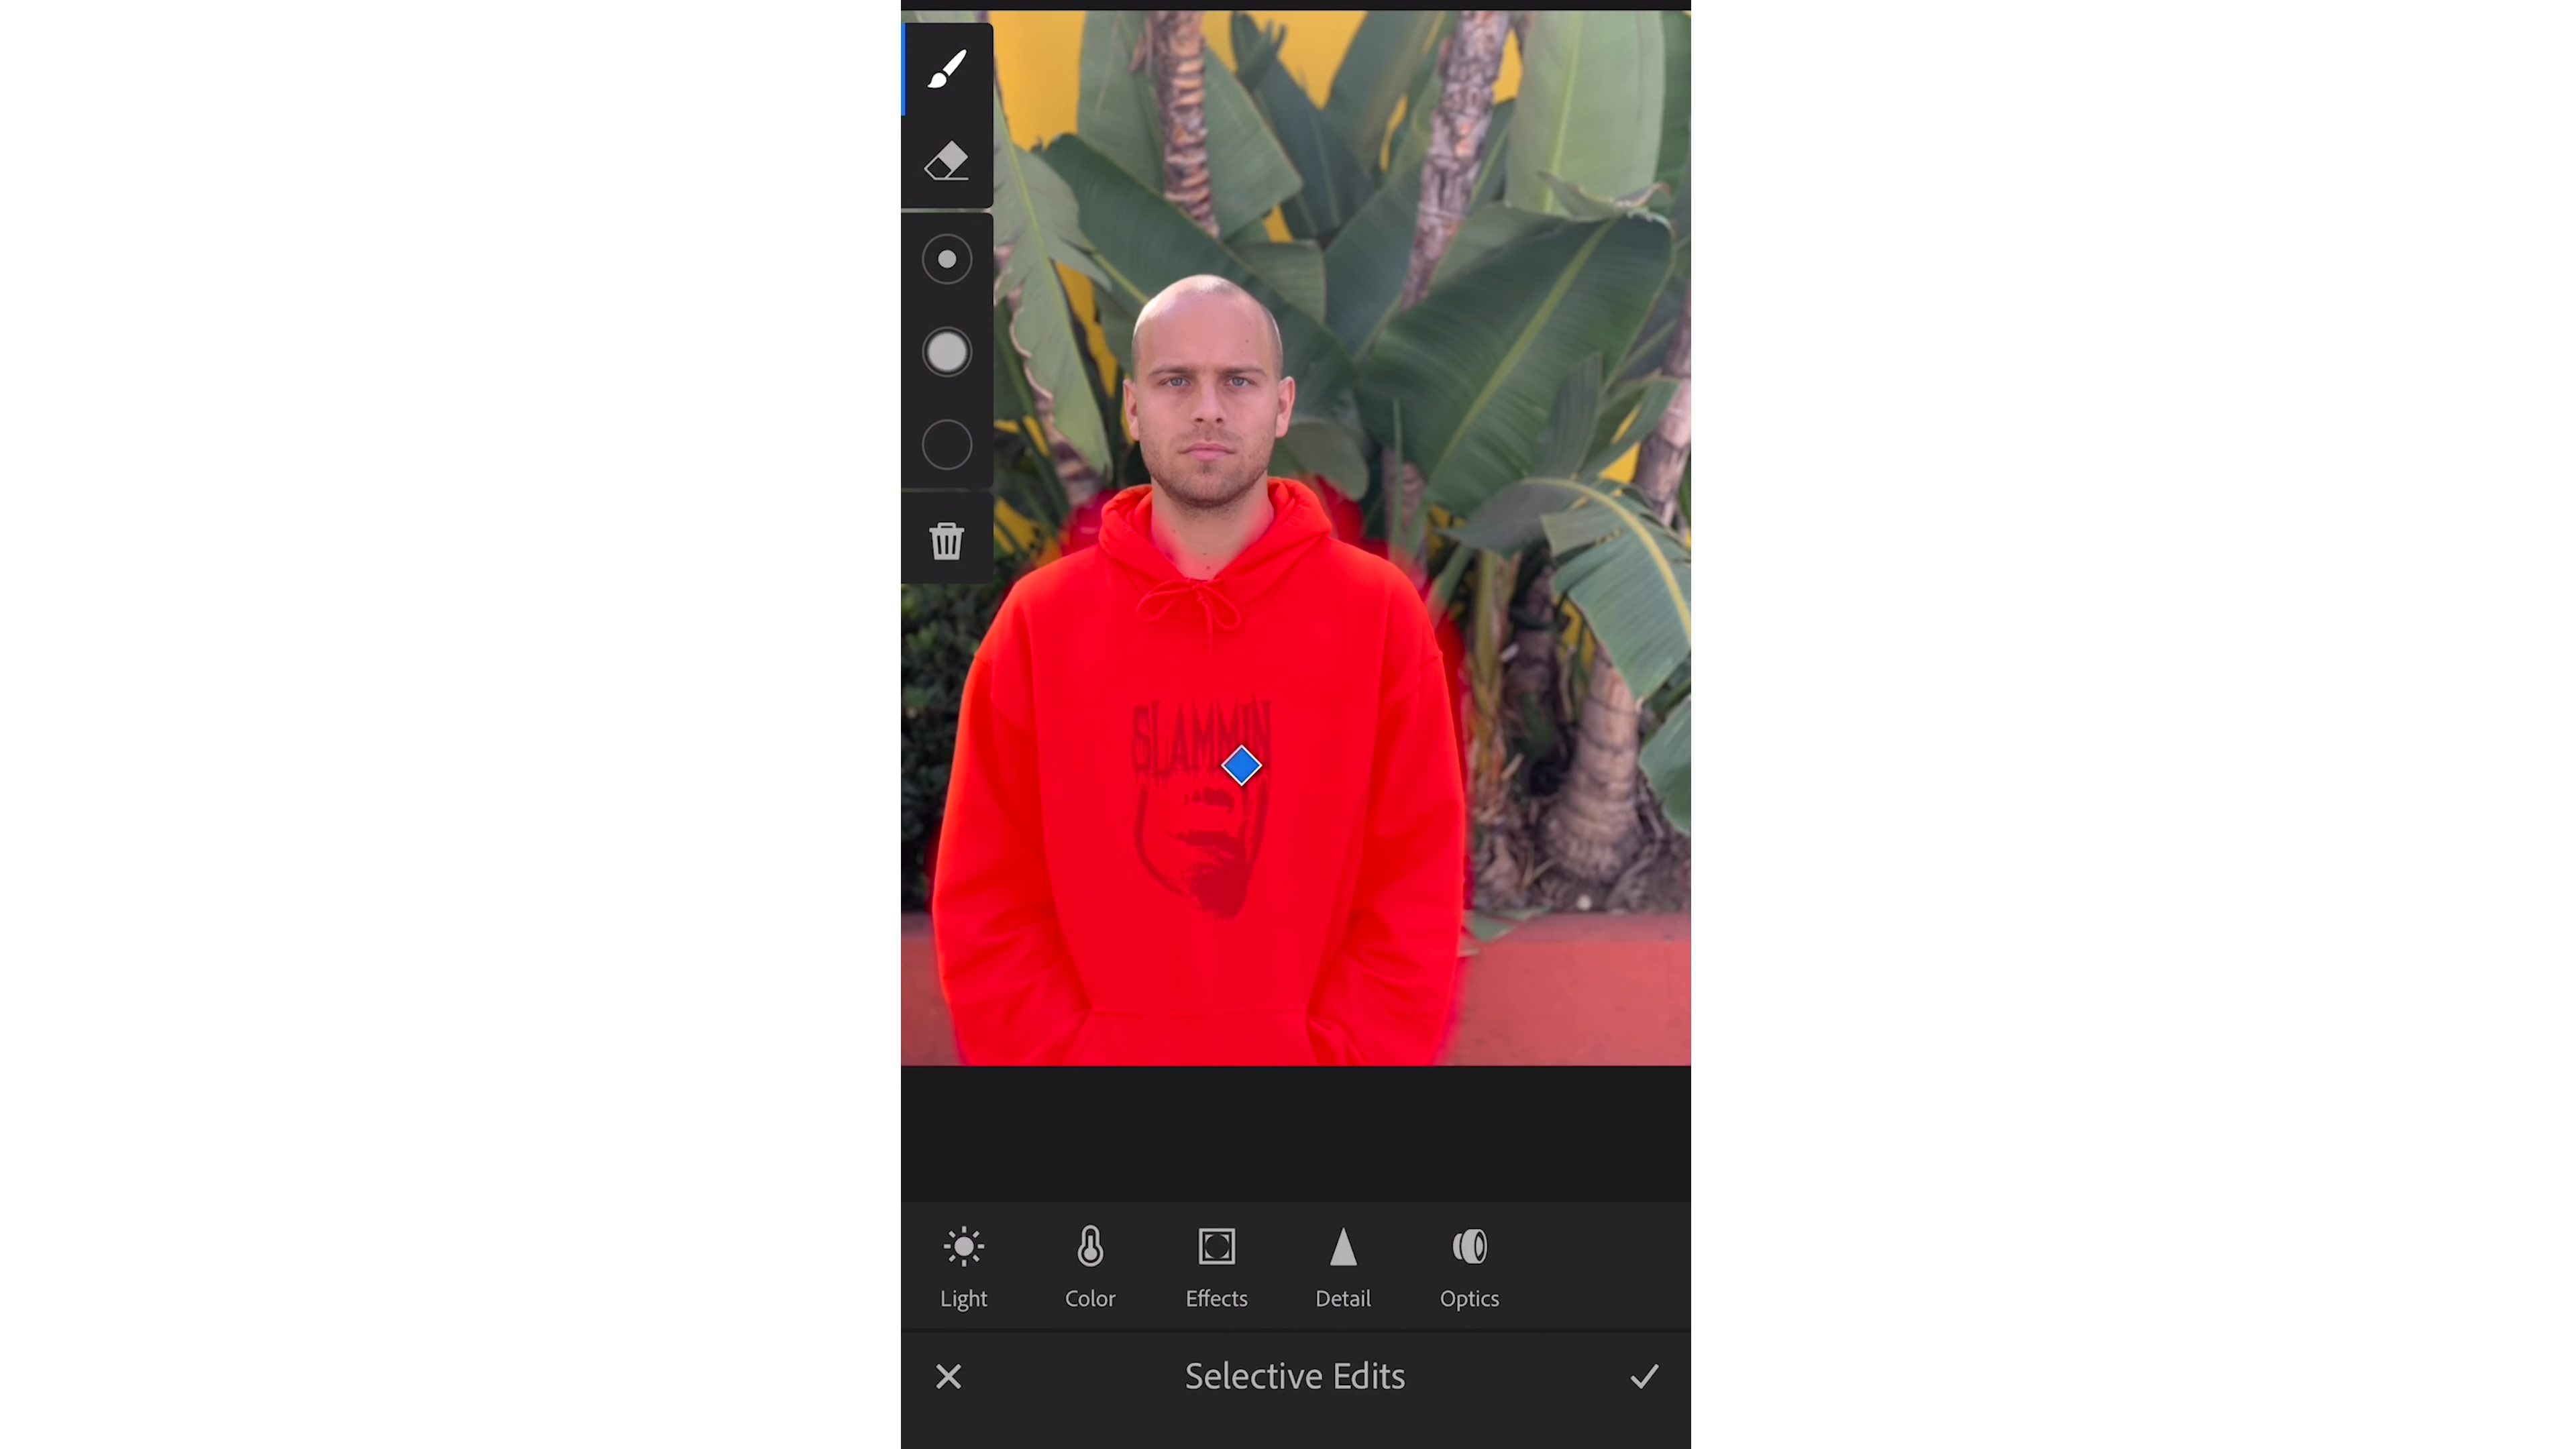 SLAMMIN
Light
Color
Effects
Detail
Optics
Selective Edits